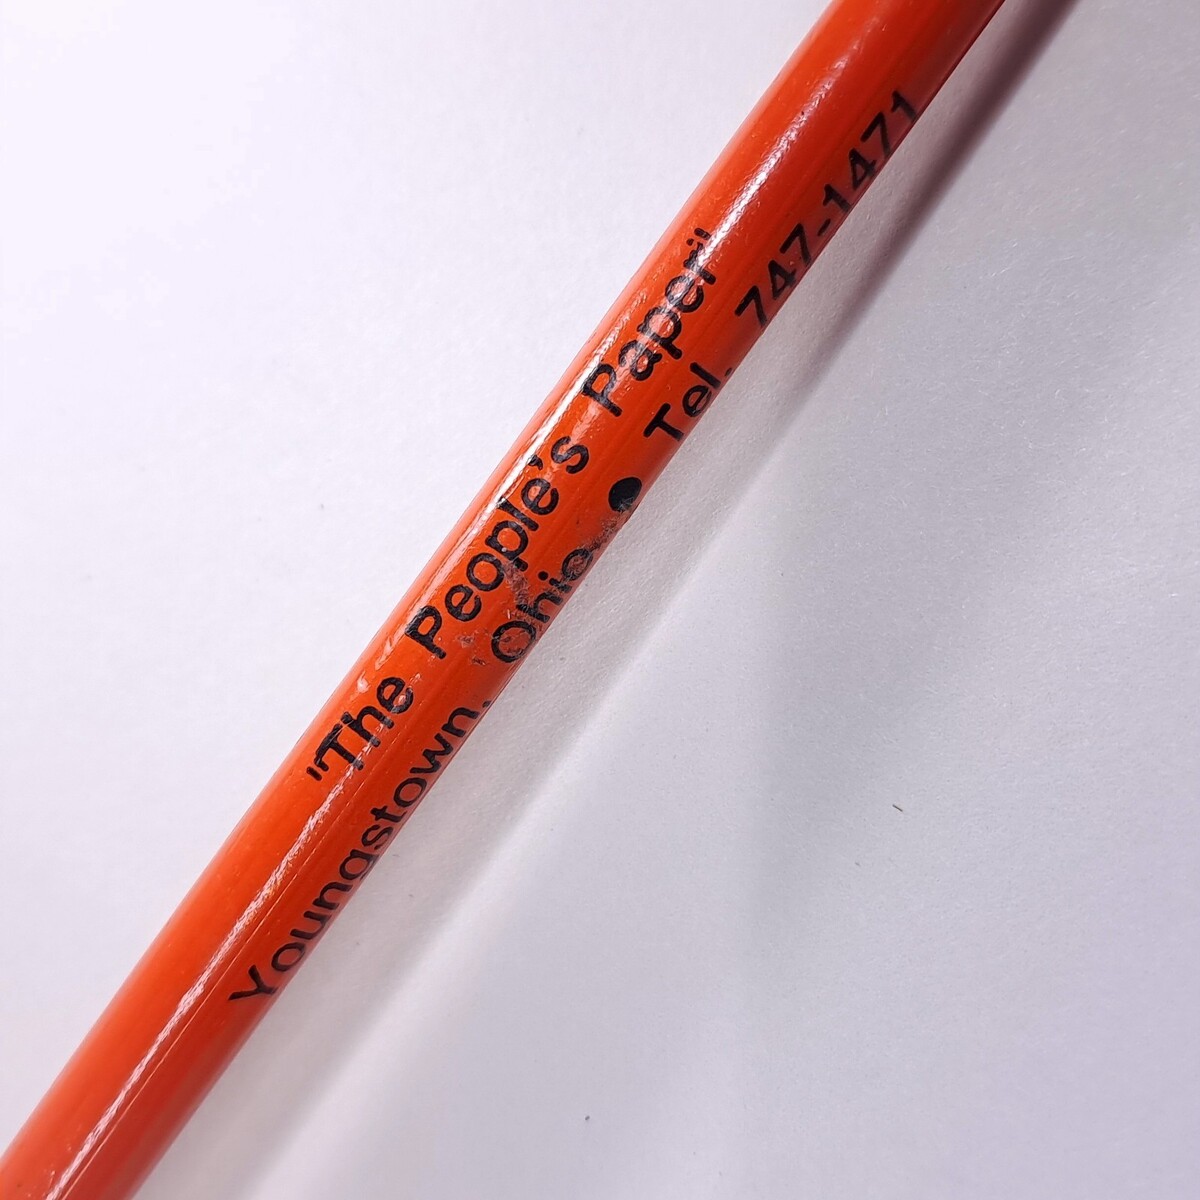 "The People's Paper"
Youngstown, Ohio ● Tel. 747-1471